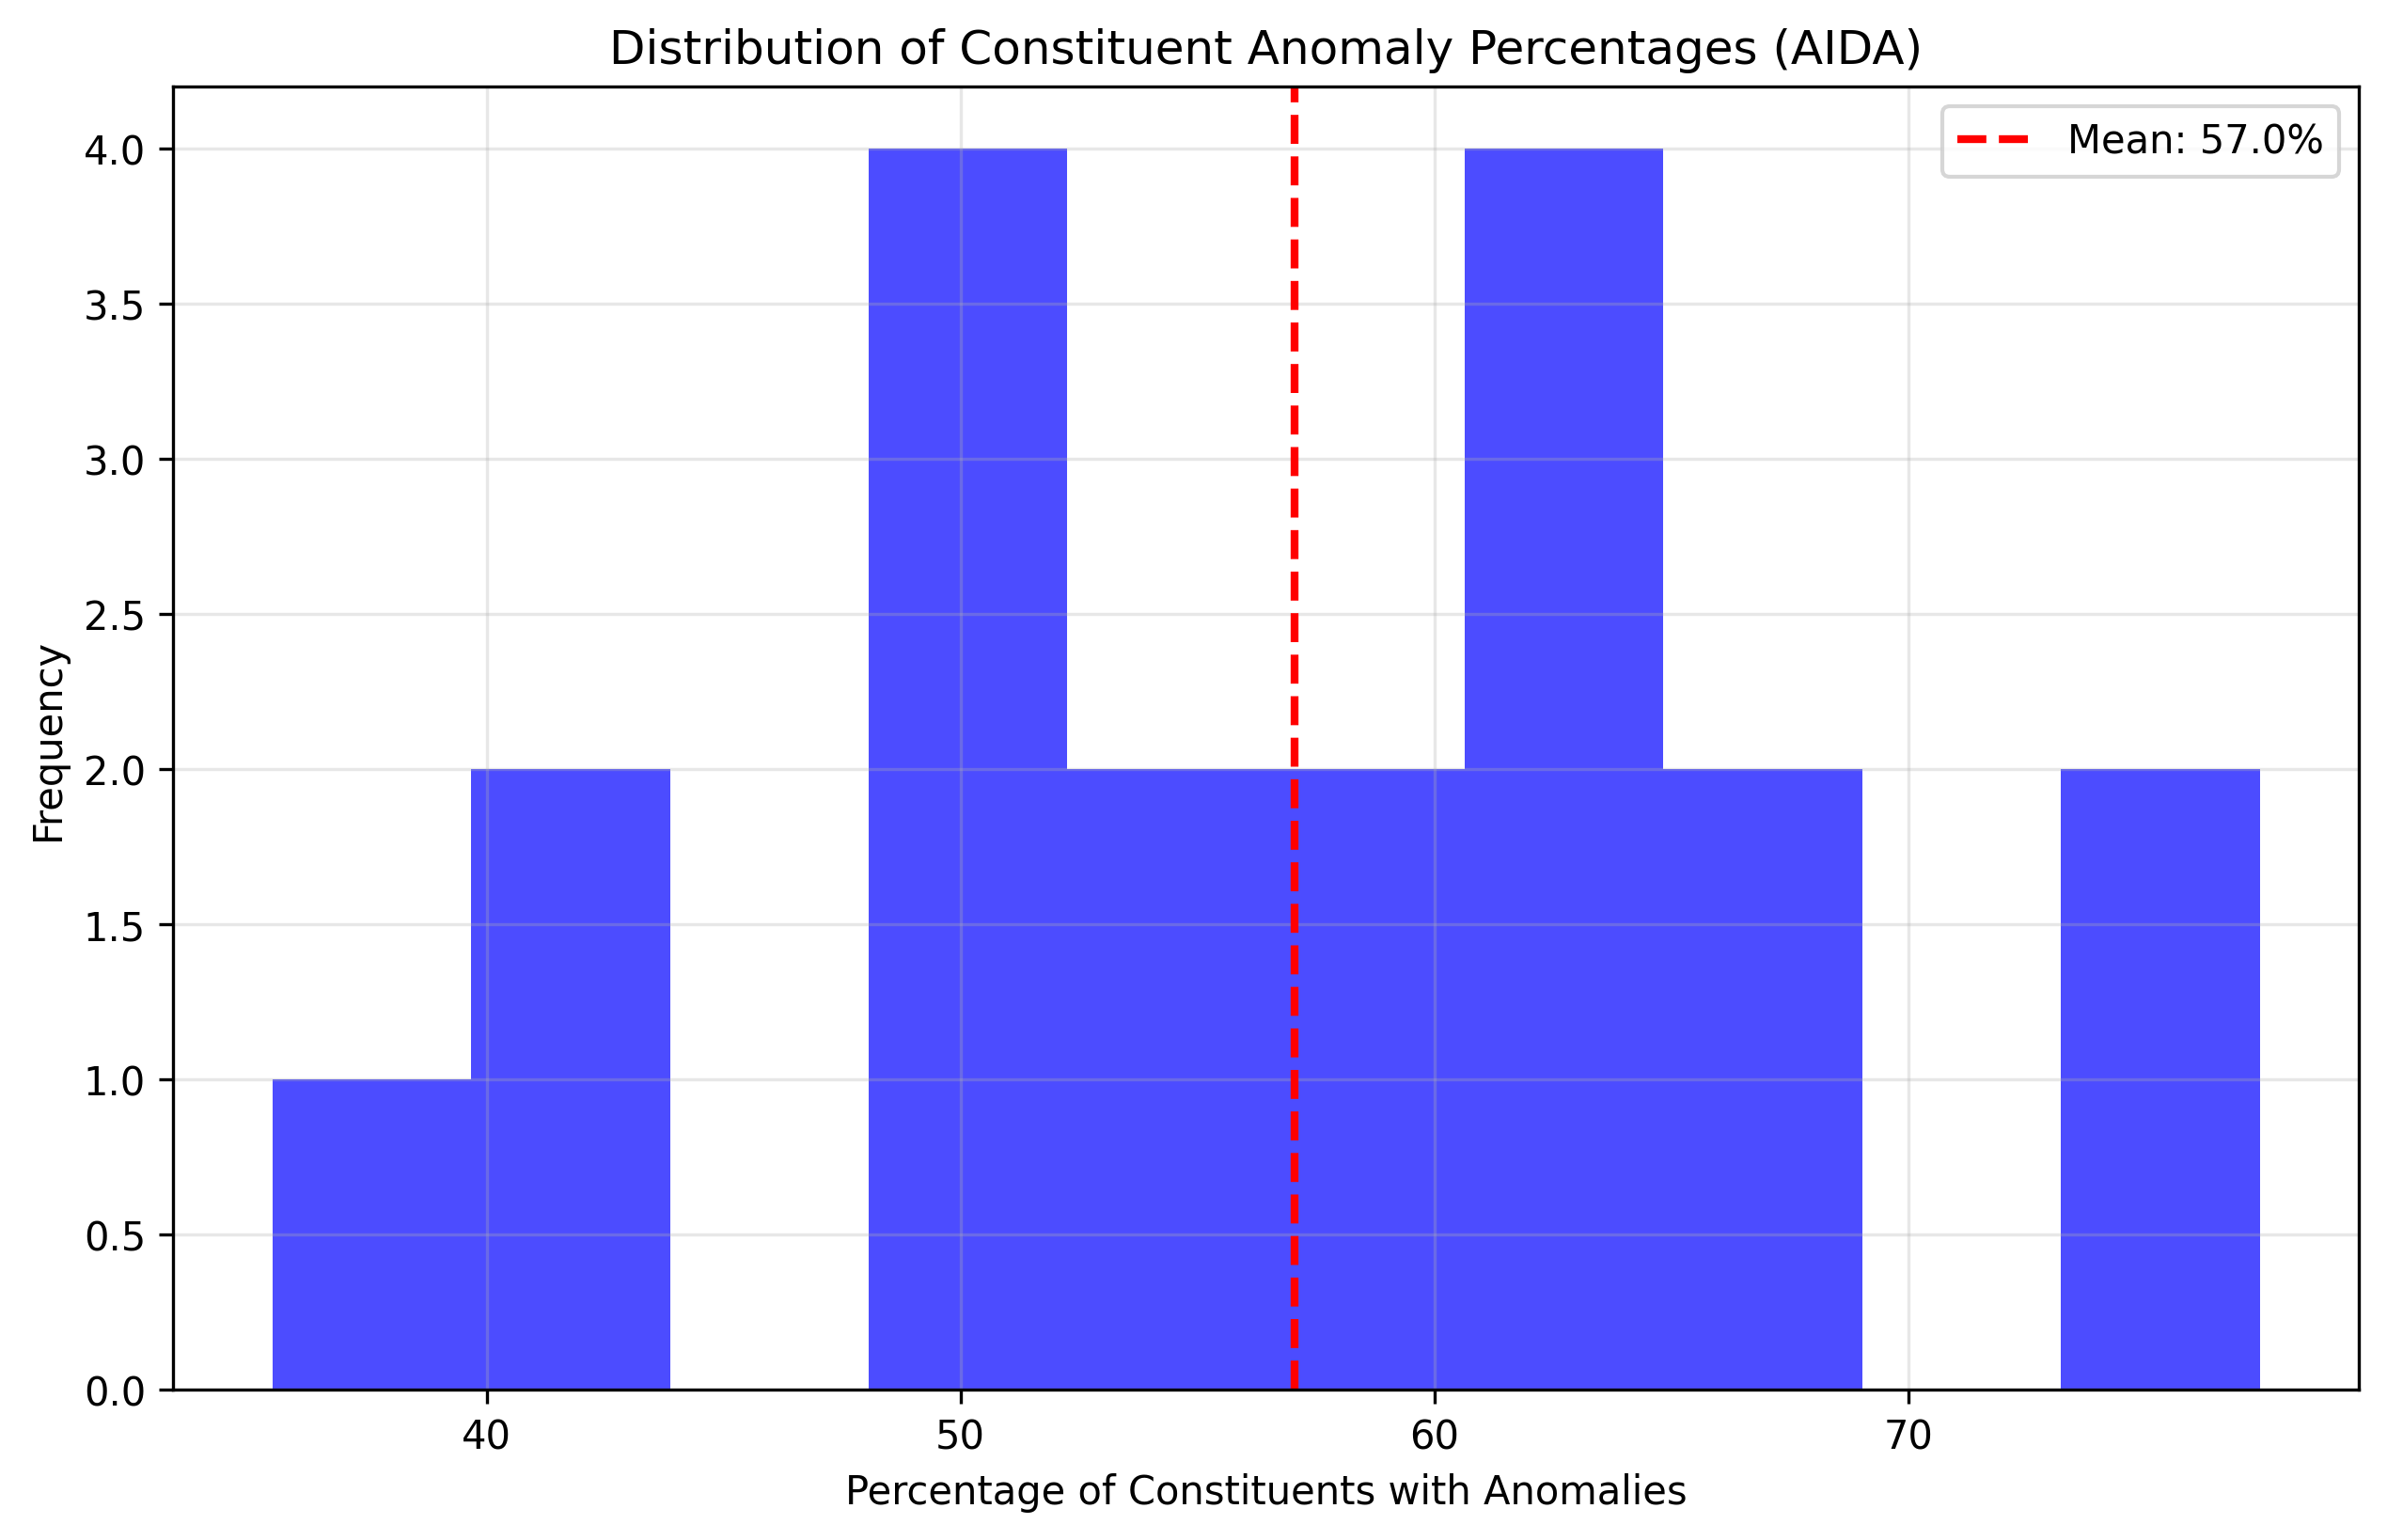 Distribution of Constituent Anomaly Percentages (AIDA)
Mean: 57.0%
4.0
3.5
3.0
2.5
2.0
1.5
1.0
0.5
0.0
Frequency
40 50 60 70
Percentage of Constituents with Anomalies